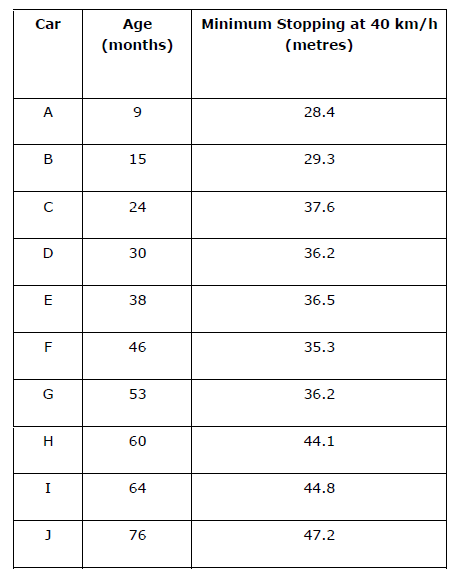 Car Age Minimum Stopping at 40 km/h
(months) (metres)
A 9 28.4
B 15 29.3
C 24 37.6
D 30 36.2
E 38 36.5
F 46 35.3
G 53 36.2
H 60 44.1
I 64 44.8
J 76 47.2